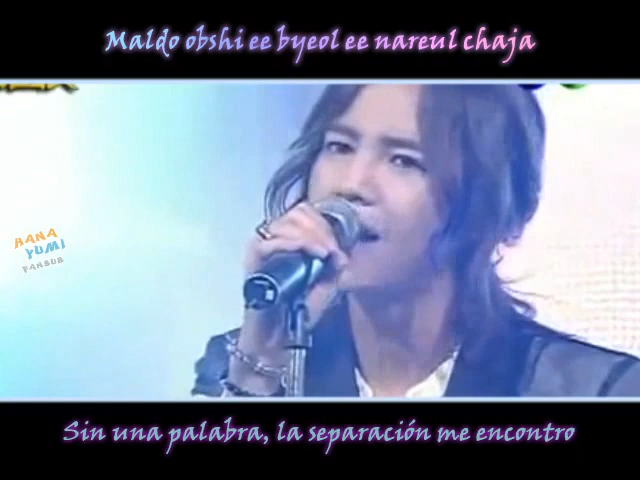 Maldo obshi ee byeol ee nareul chaja
HANA
YUMI
FANSUB
Sin una palabra, la separación me encontro